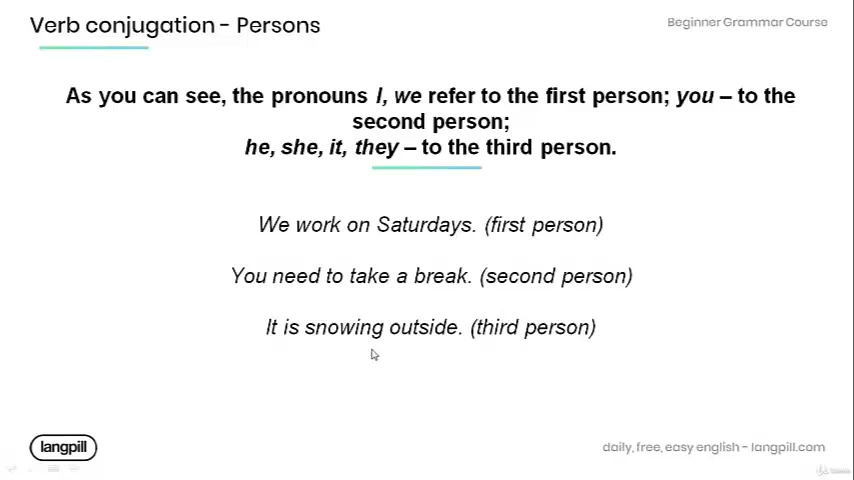 Verb conjugation - Persons
Beginner Grammar Course
As you can see, the pronouns I, we refer to the first person; you – to the
second person;
he, she, it, they – to the third person.
We work on Saturdays. (first person)
You need to take a break. (second person)
It is snowing outside. (third person)
langpill
daily, free, easy english - langpill.com